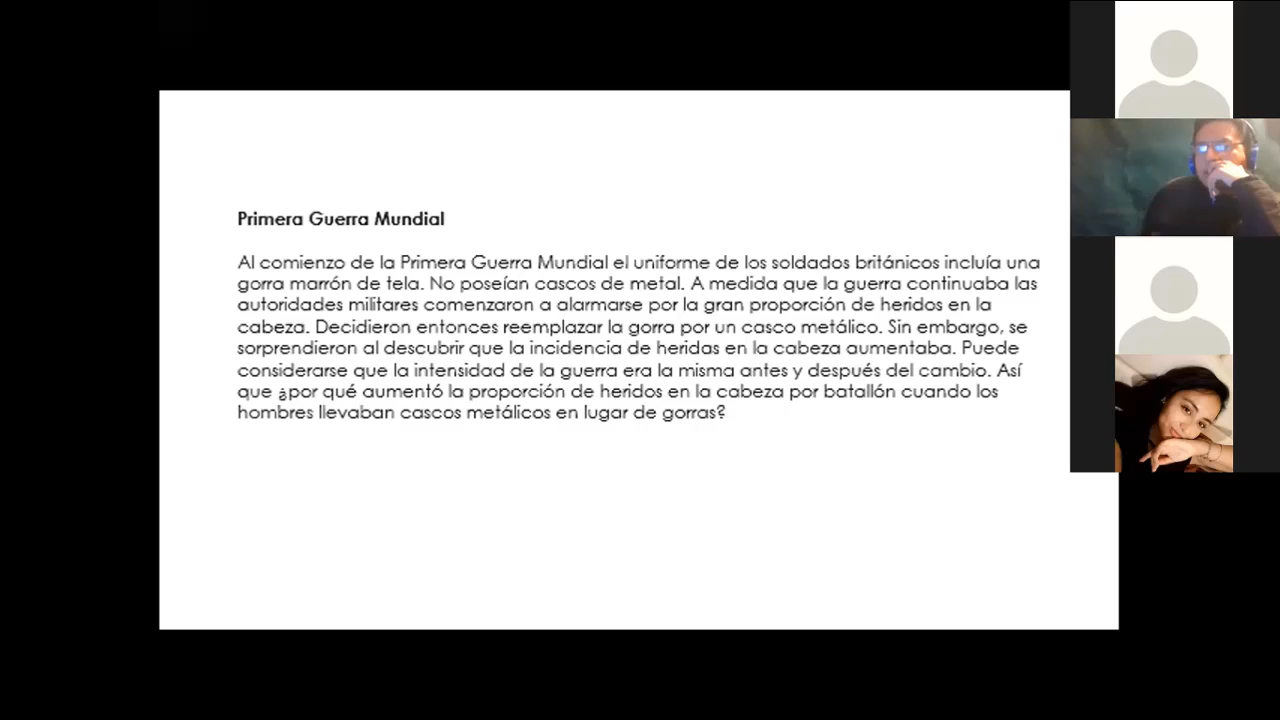 Primera Guerra Mundial
Al comienzo de la Primera Guerra Mundial el uniforme de los soldados británicos incluía una
gorra marrón de tela. No poseían cascos de metal. A medida que la guerra continuaba las
autoridades militares comenzaron a alarmarse por la gran proporción de heridos en la
cabeza. Decidieron entonces reemplazar la gorra por un casco metálico. Sin embargo, se
sorprendieron al descubrir que la incidencia de heridas en la cabeza aumentaba. Puede
considerarse que la intensidad de la guerra era la misma antes y después del cambio. Así
que ¿por qué aumentó la proporción de heridos en la cabeza por batallón cuando los
hombres llevaban cascos metálicos en lugar de gorras?